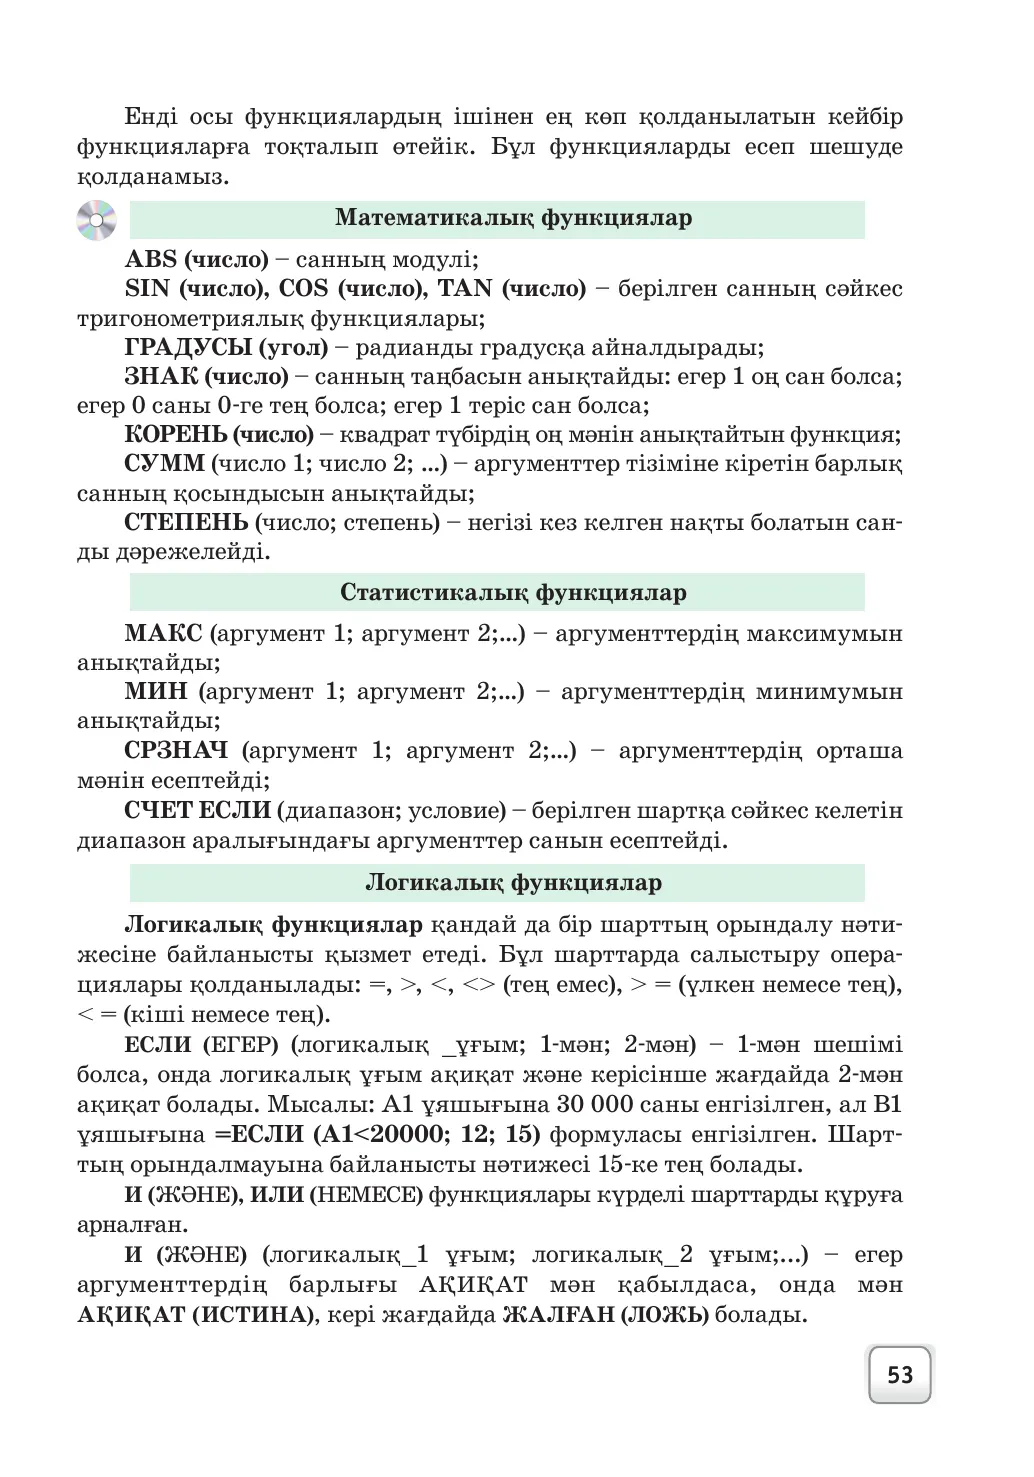 Енді осы функциялардың ішінен ең көп қолданылатын кейбір
функцияларға тоқталып өтейік. Бұл функцияларды есеп шешуде
қолданамыз.
Математикалық функциялар
ABS (число) – санның модулі;
SIN (число), COS (число), TAN (число) – берілген санның сәйкес
тригонометриялық функциялары;
ГРАДУСЫ (угол) – радианды градусқа айналдырады;
ЗНАК (число) – санның таңбасын анықтайды: егер 1 оң сан болса;
егер 0 саны 0-ге тең болса; егер 1 теріс сан болса;
КОРЕНЬ (число) – квадрат түбірдің оң мәнін анықтайтын функция;
СУММ (число 1; число 2; ...) – аргументтер тізіміне кіретін барлық
санның қосындысын анықтайды;
СТЕПЕНЬ (число; степень) – негізі кез келген нақты болатын сан-
ды дәрежелейді.
Статистикалық функциялар
МАКС (аргумент 1; аргумент 2;...) – аргументтердің максимумын
анықтайды;
МИН (аргумент 1; аргумент 2;...) – аргументтердің минимумын
анықтайды;
СРЗНАЧ (аргумент 1; аргумент 2;...) – аргументтердің орташа
мәнін есептейді;
СЧЕТ ЕСЛИ (диапазон; условие) – берілген шартқа сәйкес келетін
диапазон аралығындағы аргументтер санын есептейді.
Логикалық функциялар
Логикалық функциялар қандай да бір шарттың орындалу нәти-
жесіне байланысты қызмет етеді. Бұл шарттарда салыстыру опера-
циялары қолданылады: =, >, <, <> (тең емес), > = (үлкен немесе тең),
< = (кіші немесе тең).
ЕСЛИ (ЕГЕР) (логикалық _ұғым; 1-мән; 2-мән) – 1-мән шешімі
болса, онда логикалық ұғым ақиқат және керісінше жағдайда 2-мән
ақиқат болады. Мысалы: А1 ұяшығына 30 000 саны енгізілген, ал В1
ұяшығына =ЕСЛИ (А1<20000; 12; 15) формуласы енгізілген. Шарт-
тың орындалмауына байланысты нәтижесі 15-ке тең болады.
И (ЖӘНЕ), ИЛИ (НЕМЕСЕ) функциялары күрделі шарттарды құруға
арналған.
И (ЖӘНЕ) (логикалық_1 ұғым; логикалық_2 ұғым;...) – егер
аргументтердің барлығы АҚИҚАТ мән қабылдаса, онда мән
АҚИҚАТ (ИСТИНА), кері жағдайда ЖАЛҒАН (ЛОЖЬ) болады.
53